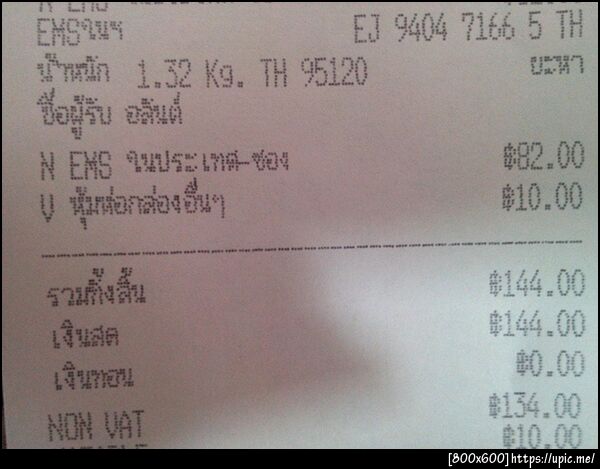 EMSในฯ EJ 9404 7166 5 TH
น้ำหนัก 1.32 Kg. TH 95120 ยะหา
ชื่อผู้รับ อลันต์
N EMS ในประเทศ-ซอง ฿82.00
V หุ้มห่อกล่องอื่นๆ ฿10.00
รวมทั้งสิ้น ฿144.00
เงินสด ฿144.00
เงินทอน ฿0.00
NON VAT ฿134.00
฿10.00
[800x600]https://upic.me/